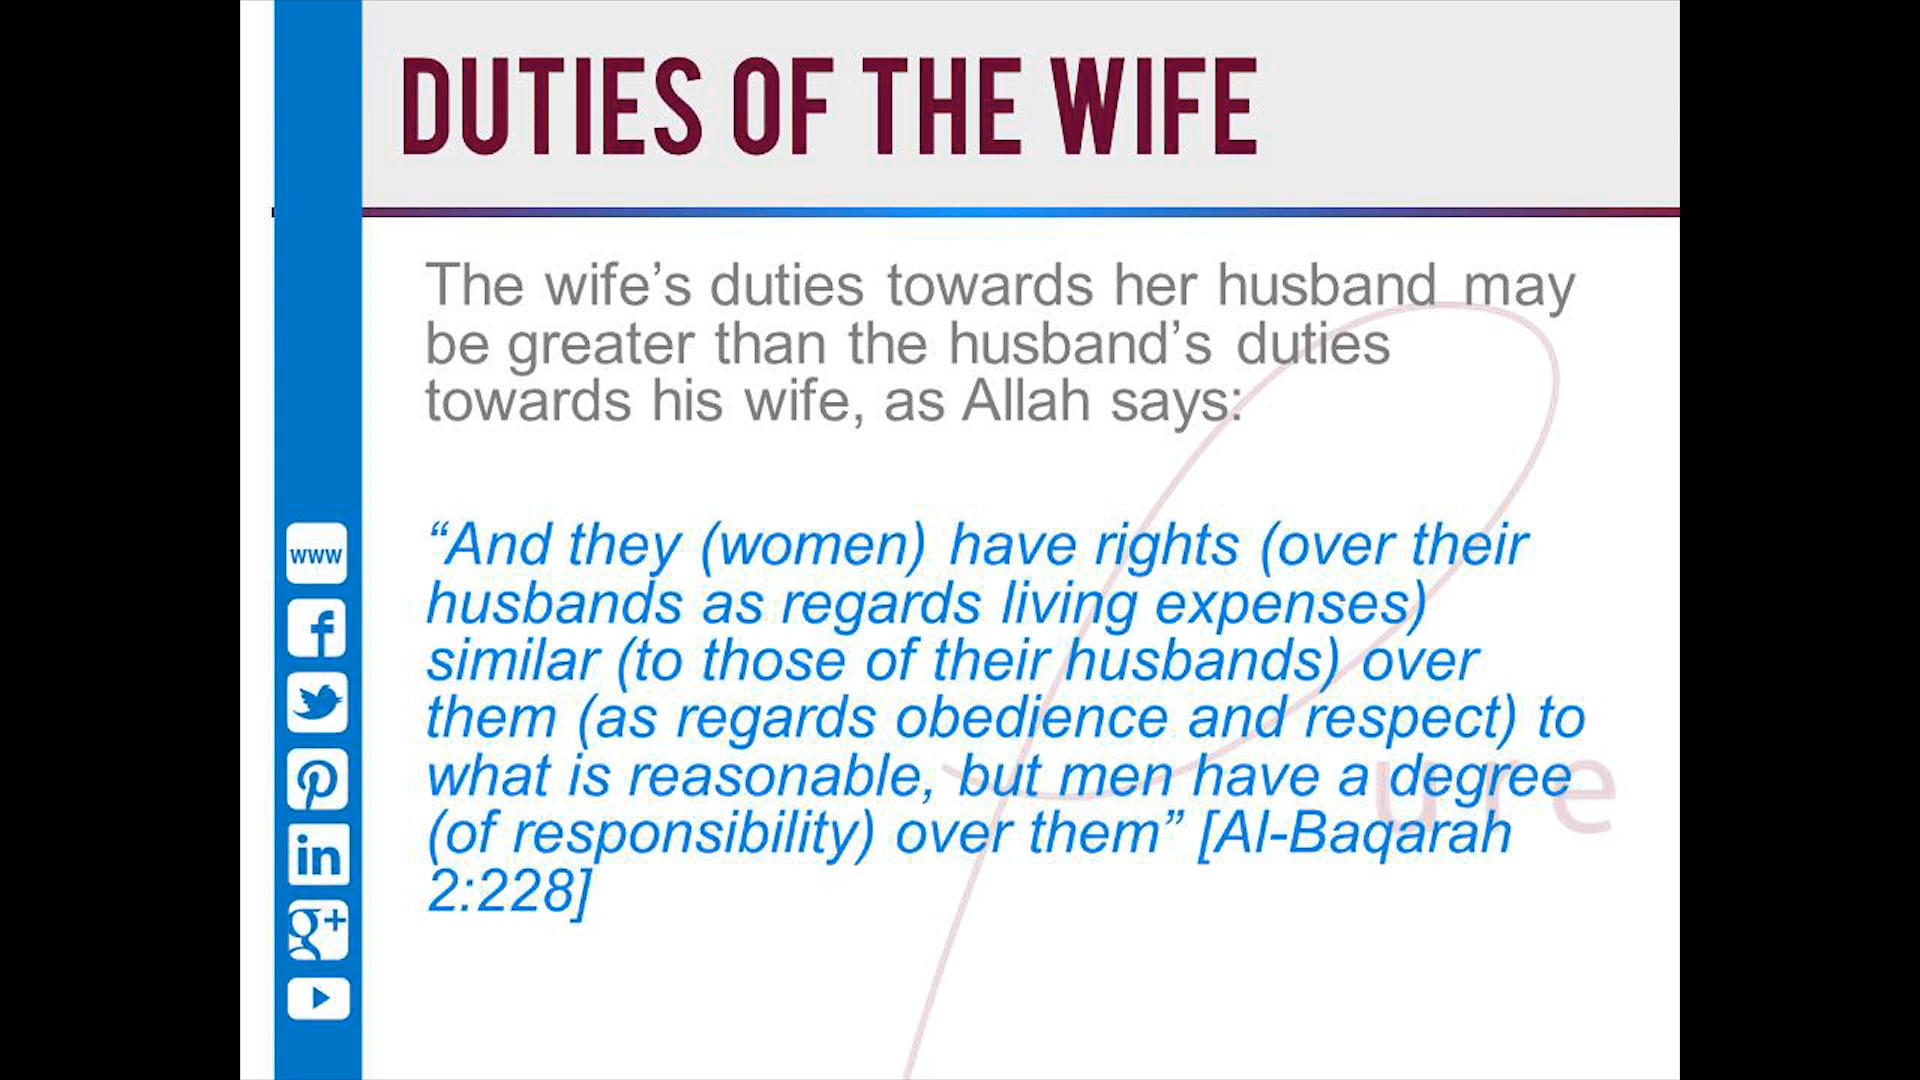 DUTIES OF THE WIFE
The wife’s duties towards her husband may
be greater than the husband’s duties
towards his wife, as Allah says:
“And they (women) have rights (over their
husbands as regards living expenses)
similar (to those of their husbands) over
them (as regards obedience and respect) to
what is reasonable, but men have a degree
(of responsibility) over them” [Al-Baqarah
2:228]
www
f
in
g+
ure